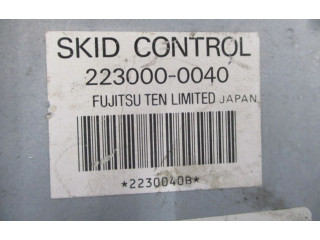 SKID CONTROL
223000-0040
FUJITSU TEN LIMITED JAPAN
*2230040B*